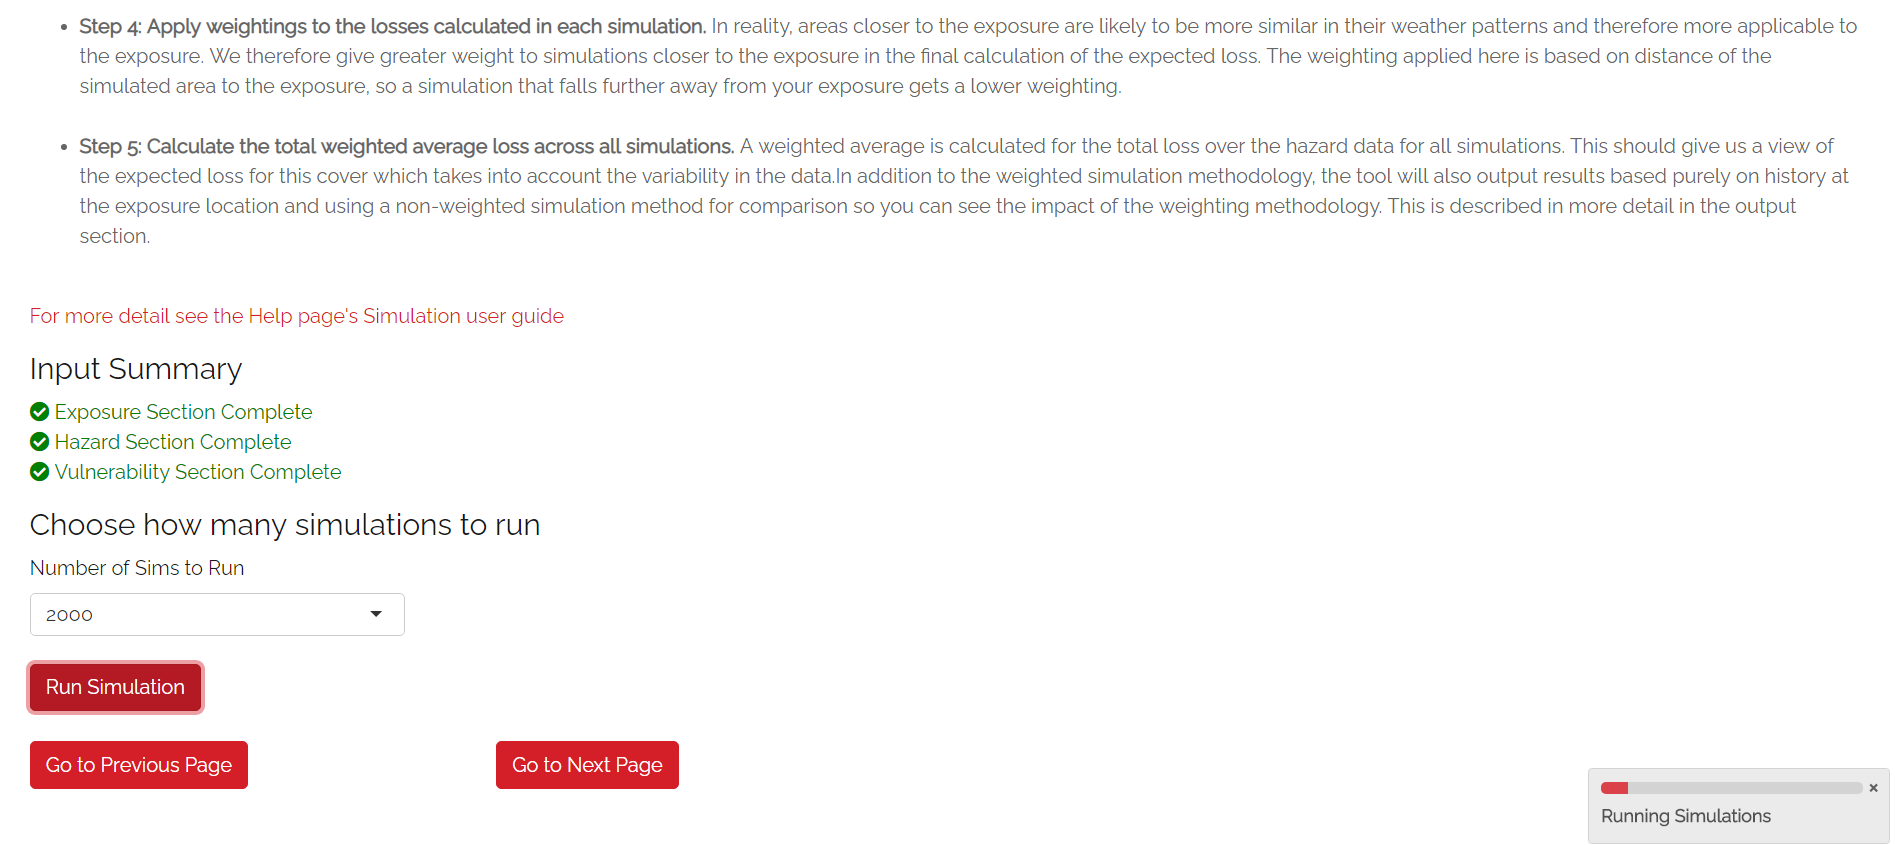 Step 4: Apply weightings to the losses calculated in each simulation. In reality, areas closer to the exposure are likely to be more similar in their weather patterns and therefore more applicable to
the exposure. We therefore give greater weight to simulations closer to the exposure in the final calculation of the expected loss. The weighting applied here is based on distance of the
simulated area to the exposure, so a simulation that falls further away from your exposure gets a lower weighting.
Step 5: Calculate the total weighted average loss across all simulations. A weighted average is calculated for the total loss over the hazard data for all simulations. This should give us a view of
the expected loss for this cover which takes into account the variability in the data.In addition to the weighted simulation methodology, the tool will also output results based purely on history at
the exposure location and using a non-weighted simulation method for comparison so you can see the impact of the weighting methodology. This is described in more detail in the output
section.
For more detail see the Help page's Simulation user guide
Input Summary
Exposure Section Complete
Hazard Section Complete
Vulnerability Section Complete
Choose how many simulations to run
Number of Sims to Run
2000
Run Simulation
Go to Previous Page
Go to Next Page
Running Simulations